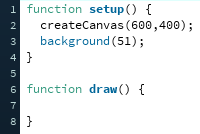 1 function setup() {
2   createCanvas(600,400);
3   background(51);
4 }
5
6 function draw() {
7
8 }